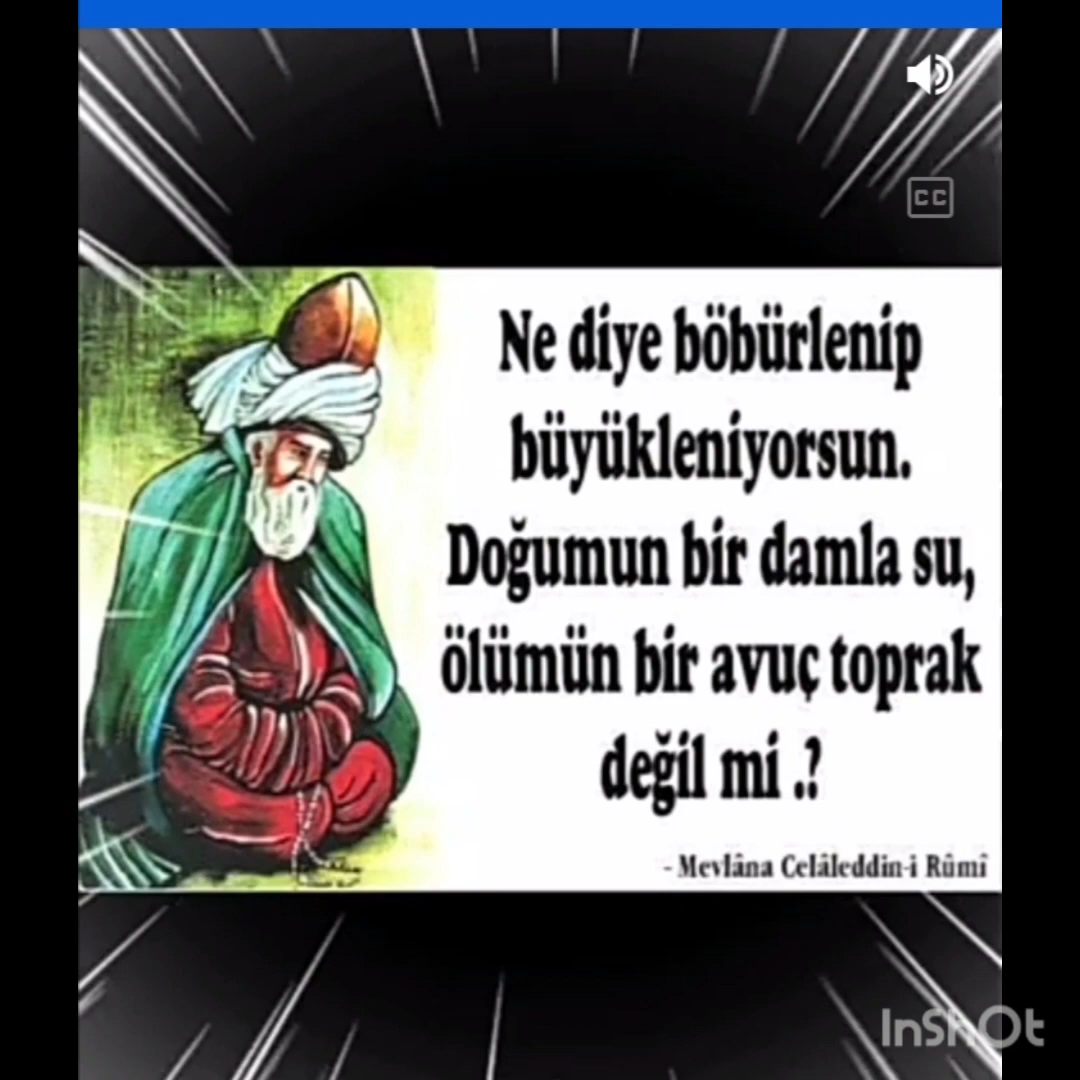 CC
Ne diye böbürlenip
büyükleniyorsun.
Doğumun bir damla su,
ölümün bir avuç toprak
değil mi .?
- Mevlâna Celâleddin-i Rûmî
InShOt